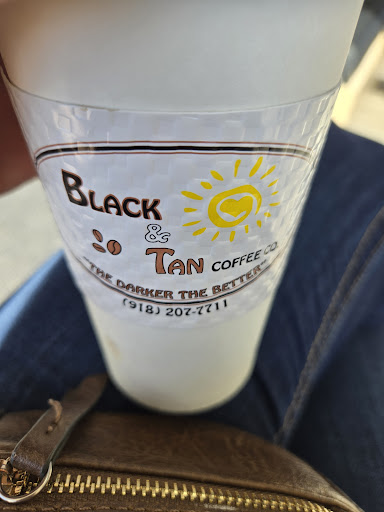 BLACK
&
TAN COFFEE CO.
"THE DARKER THE BETTER"
(918) 207-7711